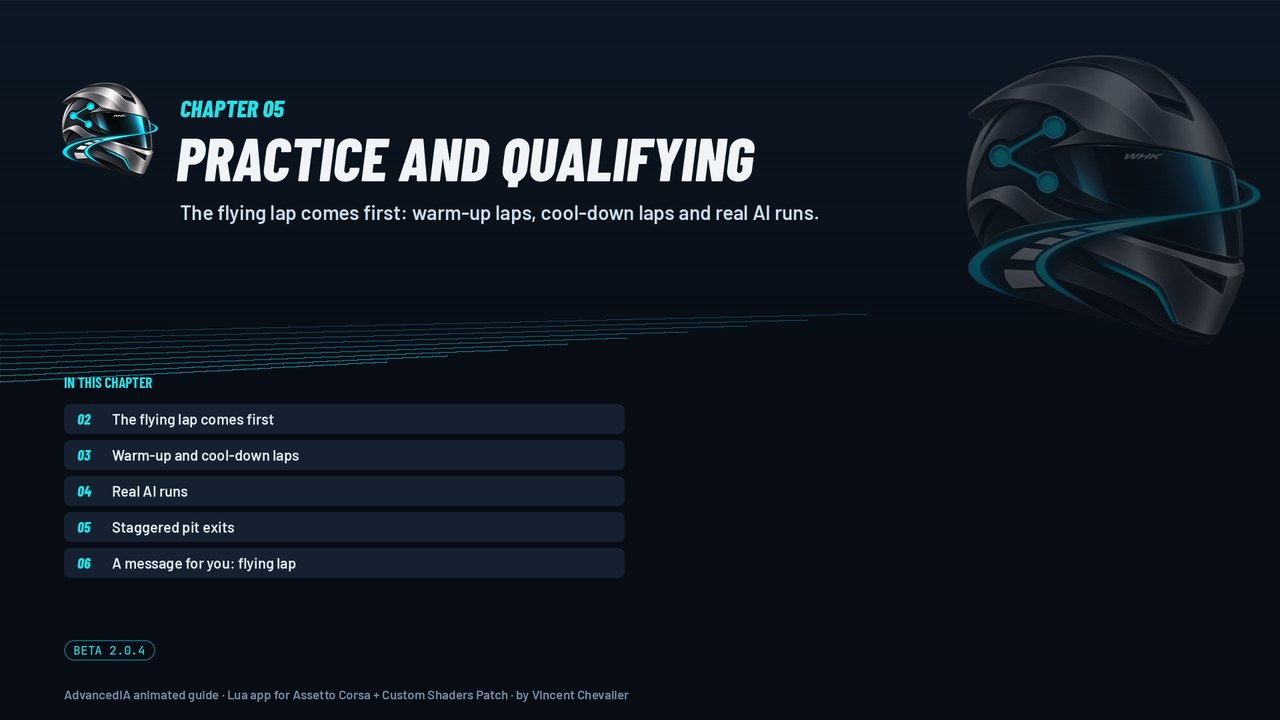 CHAPTER 05
PRACTICE AND QUALIFYING
The flying lap comes first: warm-up laps, cool-down laps and real AI runs.
WHK
IN THIS CHAPTER
02 The flying lap comes first
03 Warm-up and cool-down laps
04 Real AI runs
05 Staggered pit exits
06 A message for you: flying lap
BETA 2.0.4
AdvancedIA animated guide · Lua app for Assetto Corsa + Custom Shaders Patch · by Vincent Chevalier